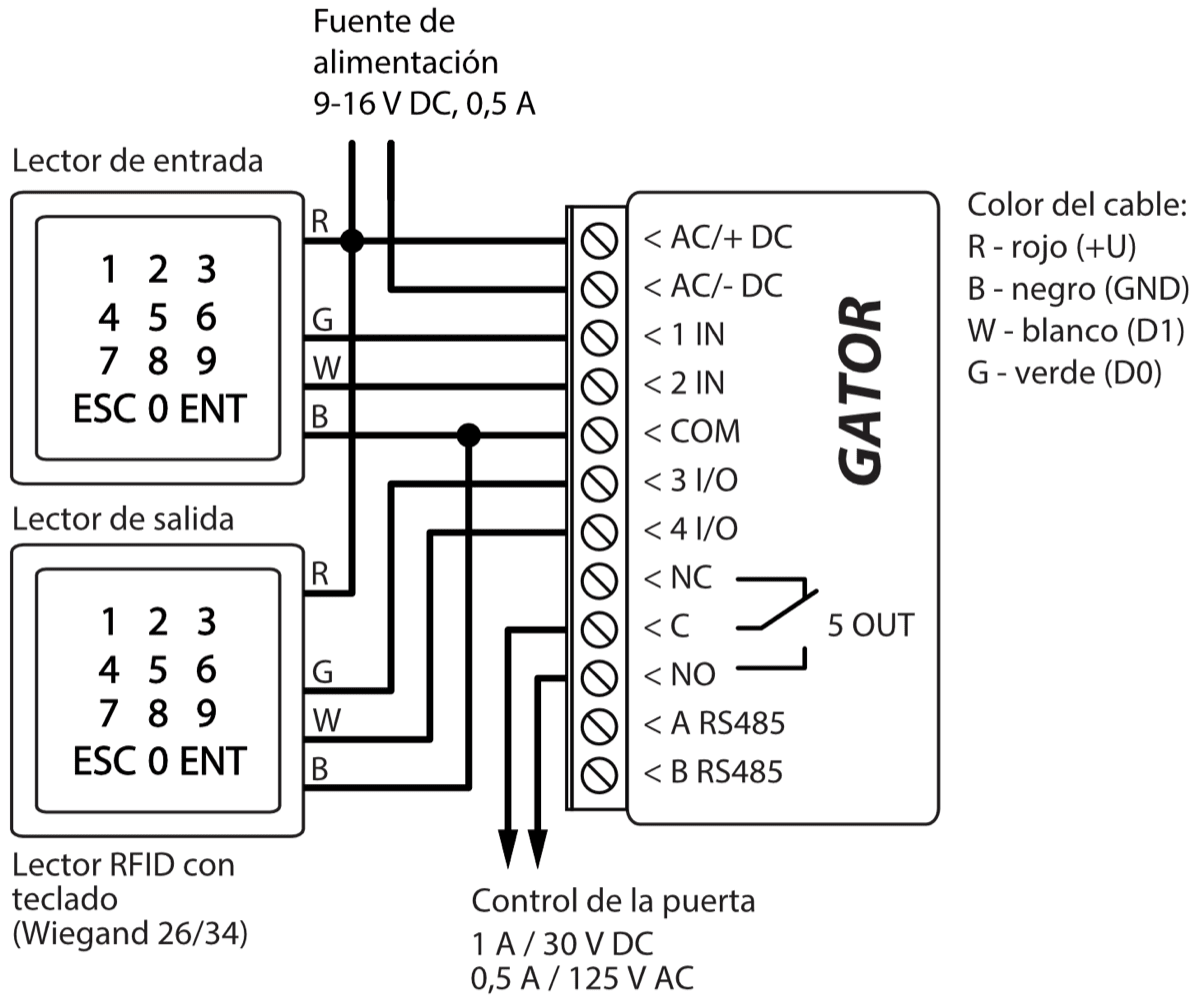 Fuente de
alimentación
9-16 V DC, 0,5 A
Lector de entrada
1 2 3
4 5 6
7 8 9
ESC 0 ENT
R
G
W
B
Lector de salida
1 2 3
4 5 6
7 8 9
ESC 0 ENT
R
G
W
B
Lector RFID con
teclado
(Wiegand 26/34)
< AC/+ DC
< AC/- DC
< 1 IN
< 2 IN
< COM
< 3 I/O
< 4 I/O
< NC
< C
< NO
< A RS485
< B RS485
5 OUT
GATOR
Color del cable:
R - rojo (+U)
B - negro (GND)
W - blanco (D1)
G - verde (D0)
Control de la puerta
1 A / 30 V DC
0,5 A / 125 V AC